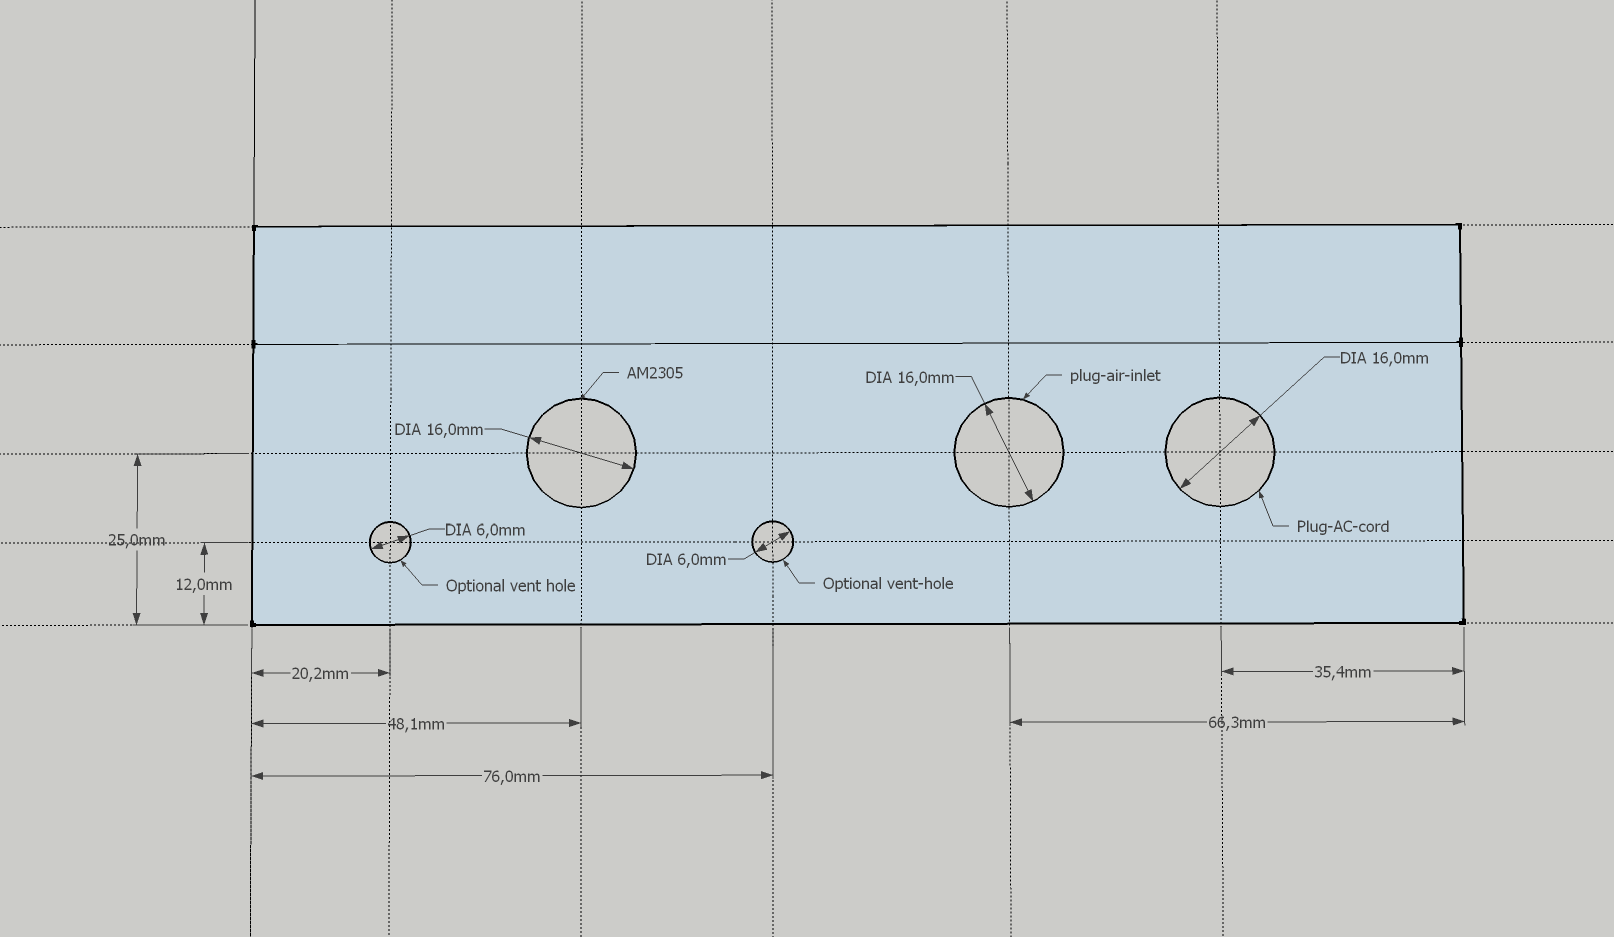 DIA 16,0mm
AM2305
plug-air-inlet
DIA 16,0mm
DIA 16,0mm
Plug-AC-cord
DIA 6,0mm
25,0mm
DIA 6,0mm
12,0mm
Optional vent hole
Optional vent-hole
20,2mm
35,4mm
48,1mm
66,3mm
76,0mm